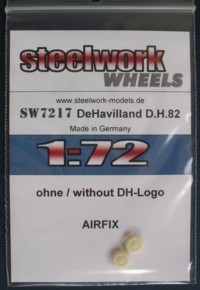 steelwork
WHEELS
www.steelwork-models.de
SW7217 DeHavilland D.H.82
Made in Germany
1:72
ohne / without DH-Logo
AIRFIX